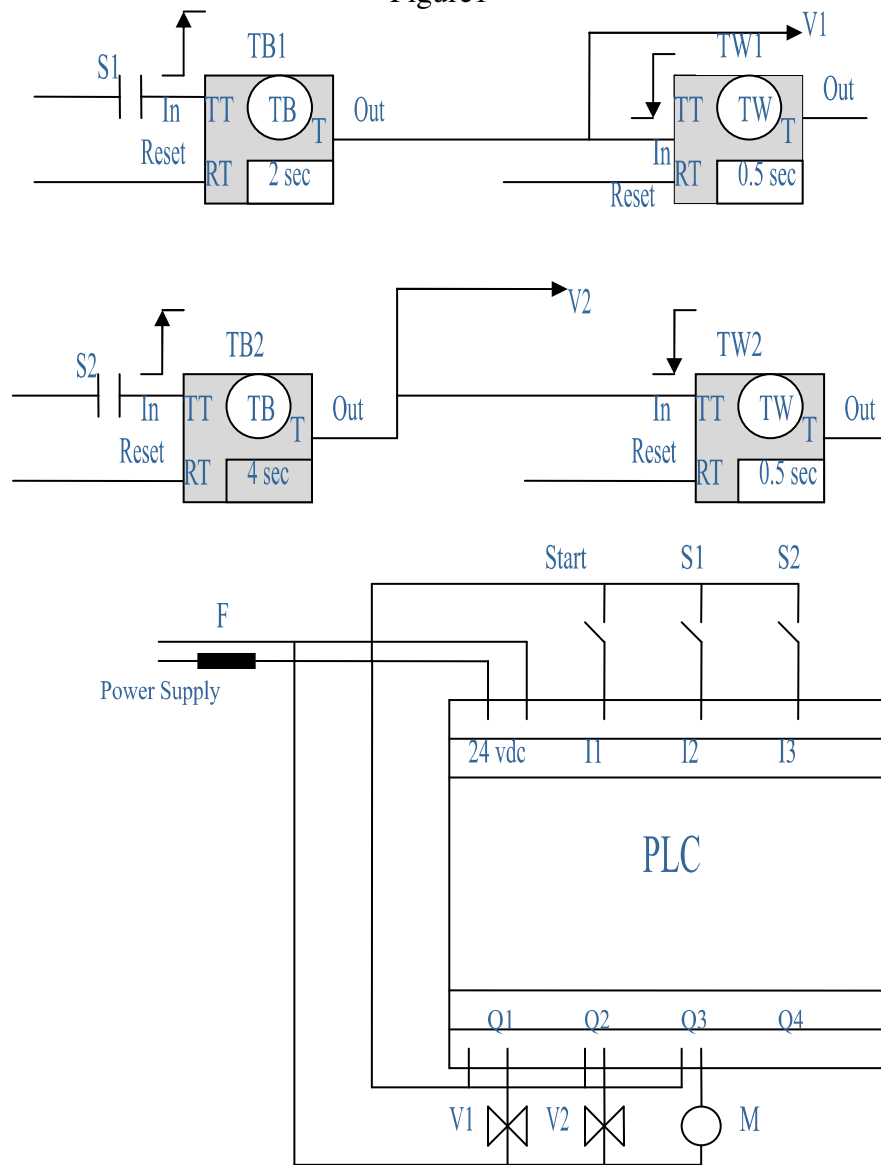 Figure1
V1
TB1
TW1
S1
TB
In
TT
T
Out
Reset
RT
2 sec
TT
TW
T
Out
In
RT
0.5 sec
Reset
V2
TB2
TW2
S2
TB
In
TT
T
Out
Reset
RT
4 sec
In
TT
TW
T
Out
Reset
RT
0.5 sec
Start
S1
S2
F
Power Supply
24 vdc
I1
I2
I3
PLC
Q1
Q2
Q3
Q4
V1
V2
M